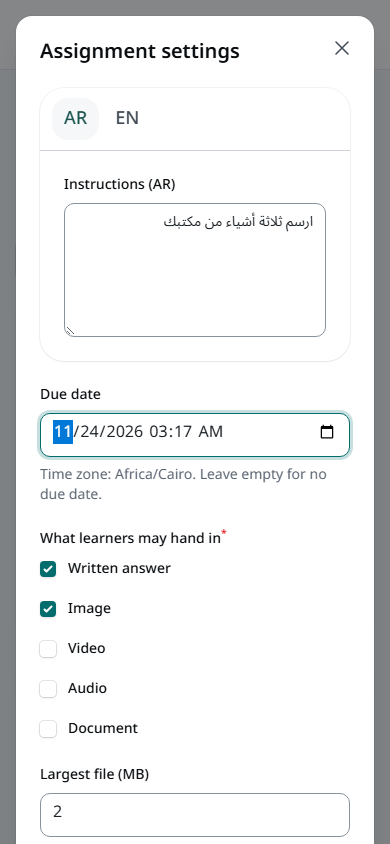 Assignment settings
AR
EN
Instructions (AR)
ارسم ثلاثة أشياء من مكتبك
Due date
11/24/2026 03:17 AM
Time zone: Africa/Cairo. Leave empty for no
due date.
What learners may hand in*
Written answer
Image
Video
Audio
Document
Largest file (MB)
2